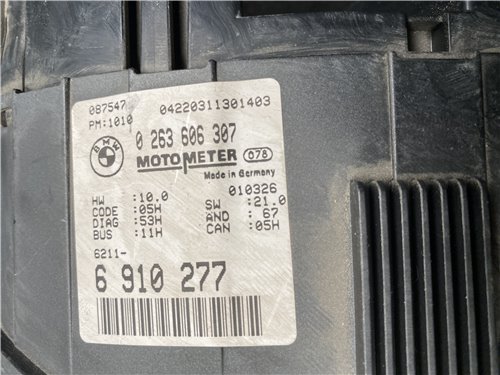 087547 04220311301403
PM:1010
BMW
0 263 606 307
MOTOMETER 078
Made in Germany
010326
HW :10.0 SW :21.0
CODE :05H AND : 67
DIAG :53H CAN :05H
BUS :11H
6211-
6 910 277